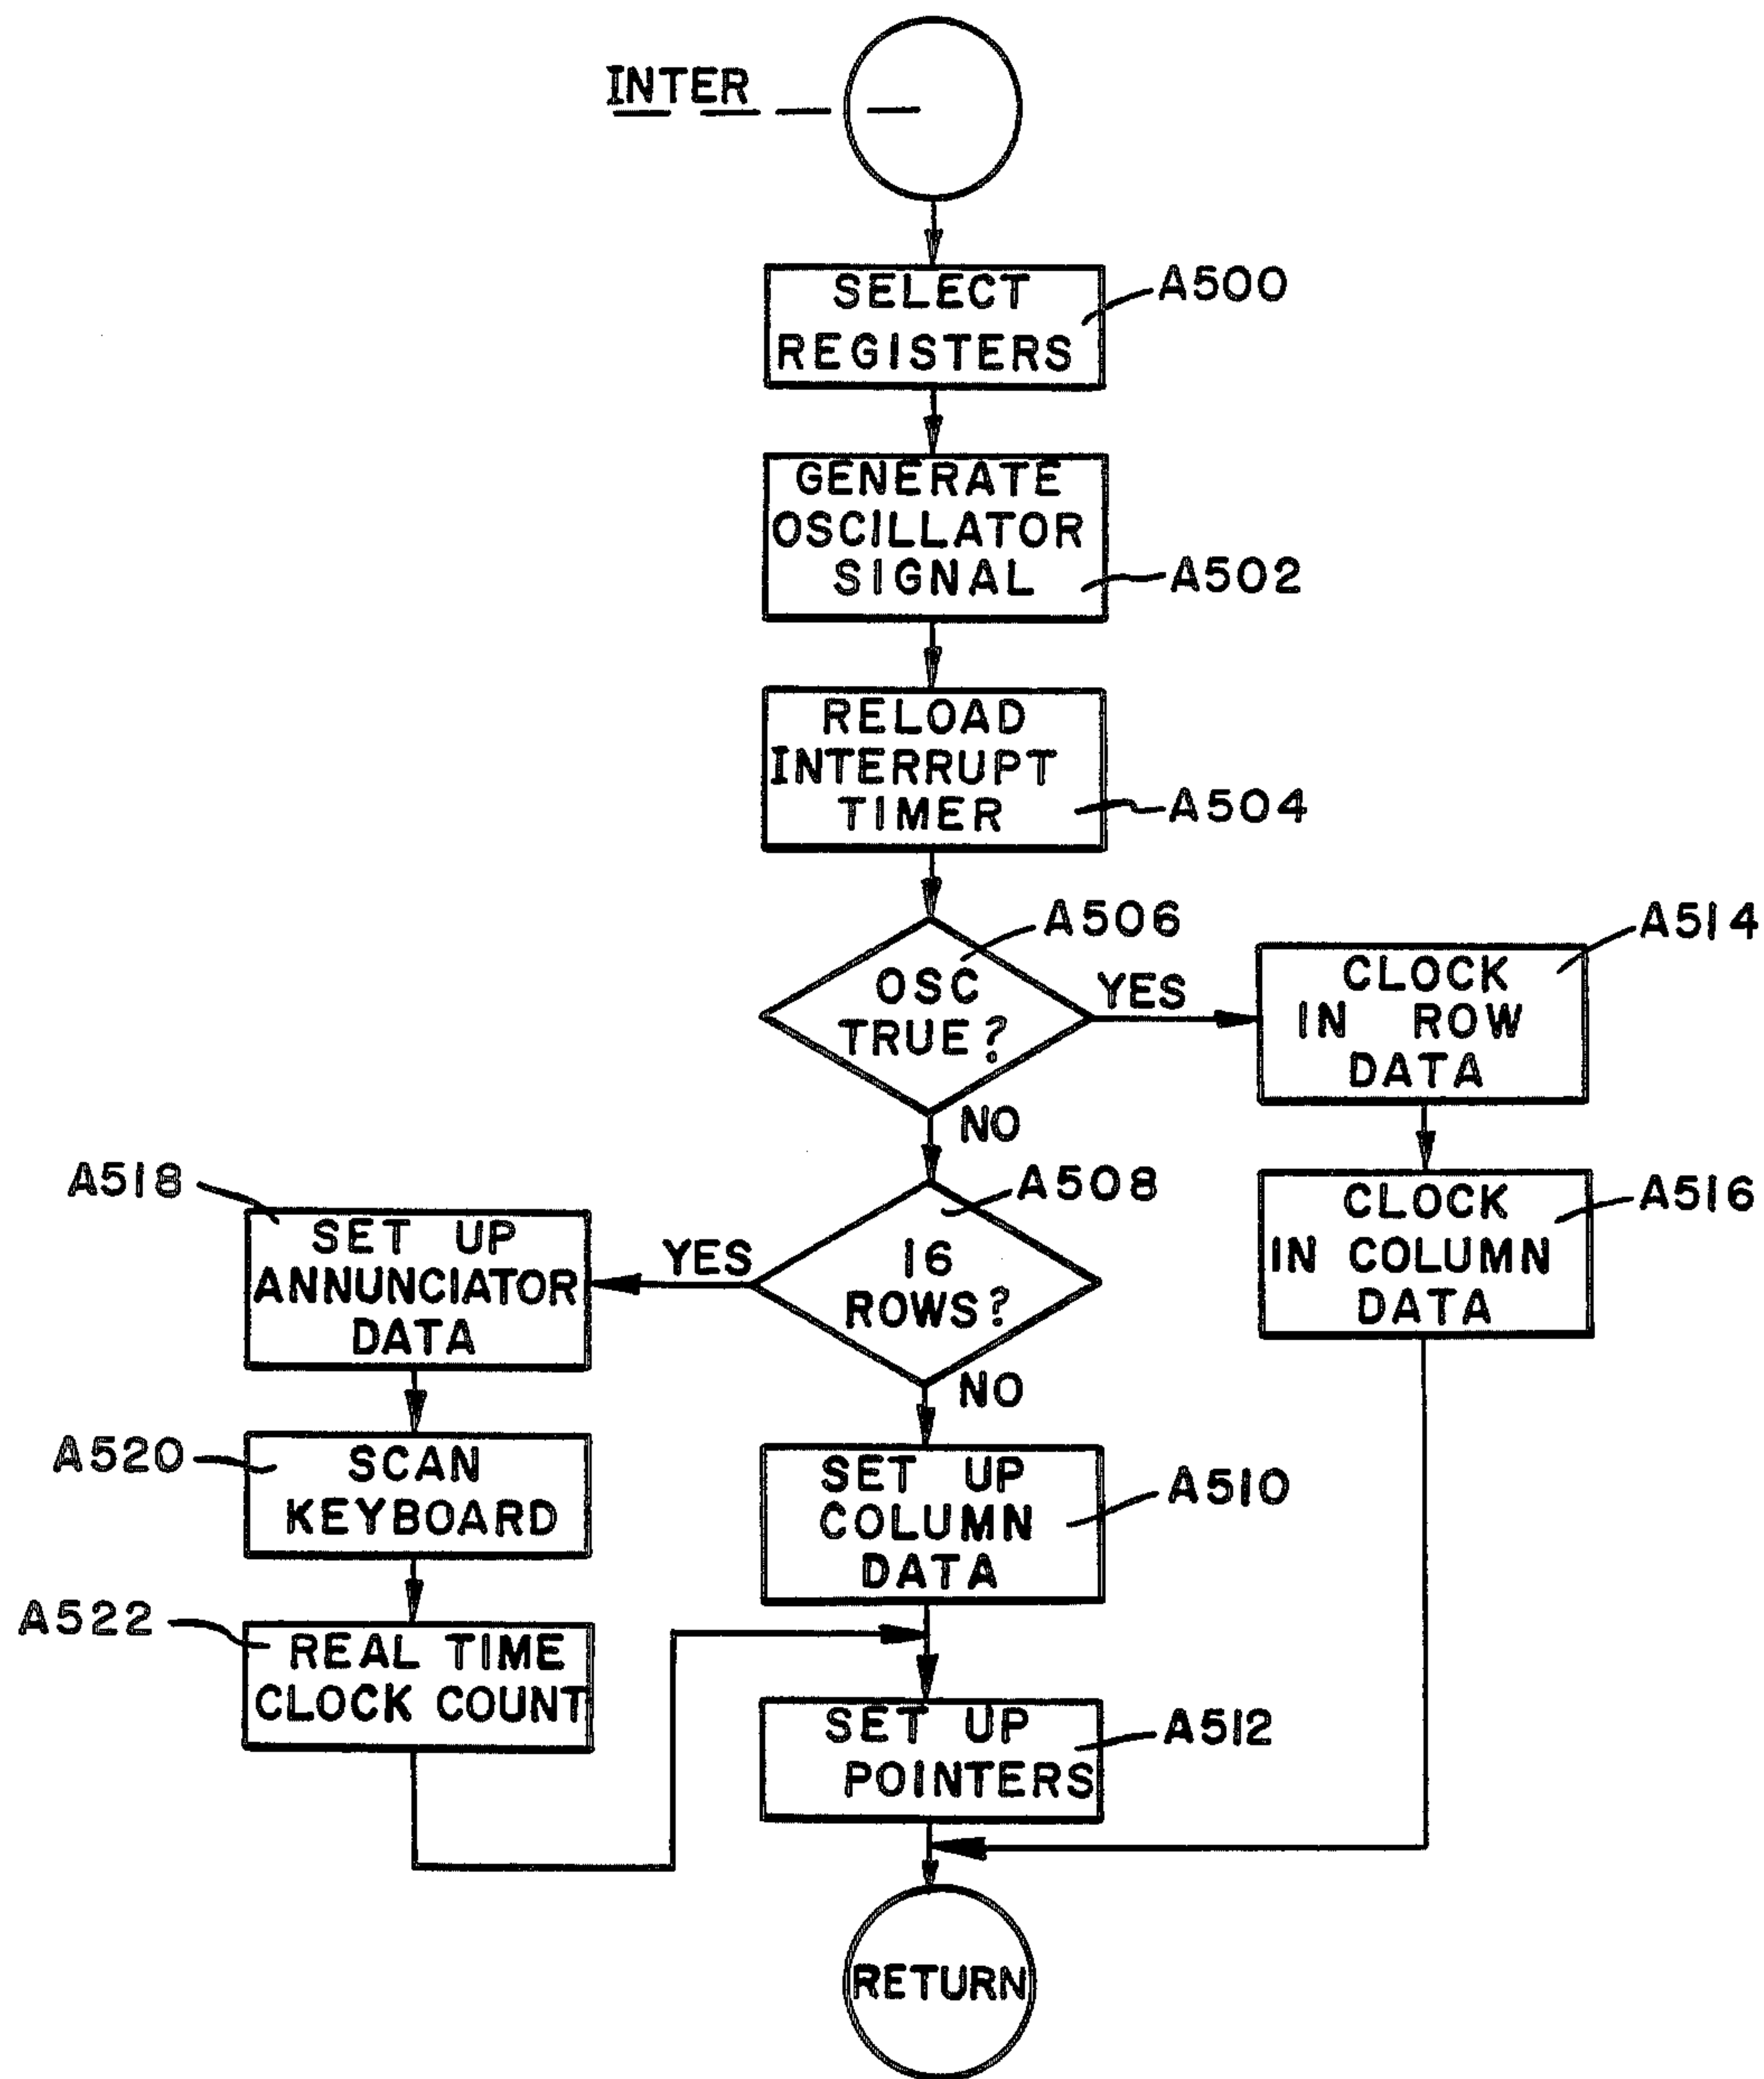 INTER
SELECT
REGISTERS
A500
GENERATE
OSCILLATOR
SIGNAL
A502
RELOAD
INTERRUPT
TIMER
A504
A506
OSC
TRUE?
YES
NO
A514
CLOCK
IN ROW
DATA
A508
16
ROWS?
YES
NO
A516
CLOCK
IN COLUMN
DATA
A518
SET UP
ANNUNCIATOR
DATA
A520
SCAN
KEYBOARD
A510
SET UP
COLUMN
DATA
A522
REAL TIME
CLOCK COUNT
A512
SET UP
POINTERS
RETURN